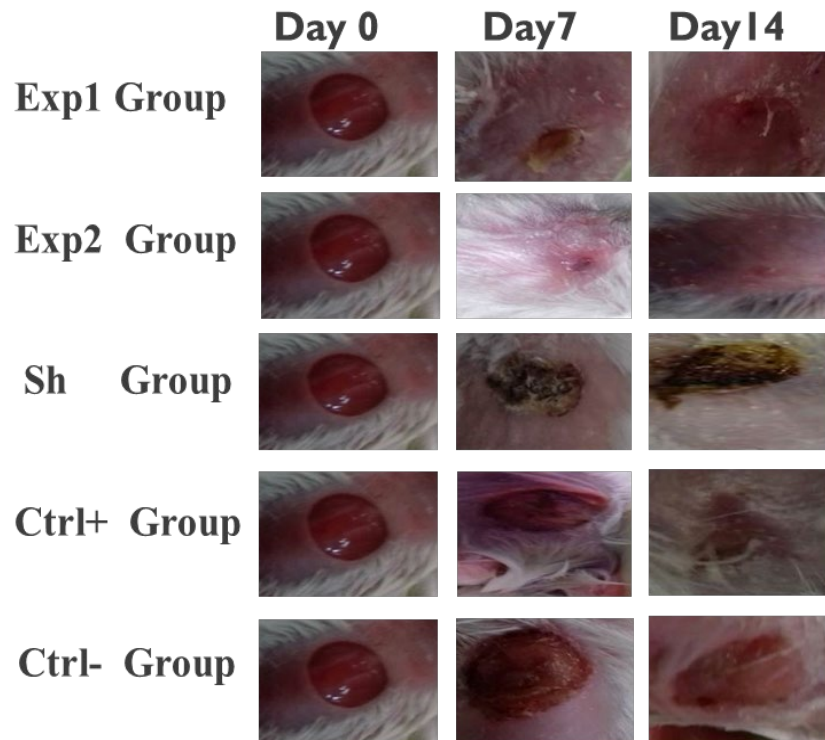 Day 0 Day7 Day14
Exp1 Group
Exp2 Group
Sh Group
Ctrl+ Group
Ctrl- Group